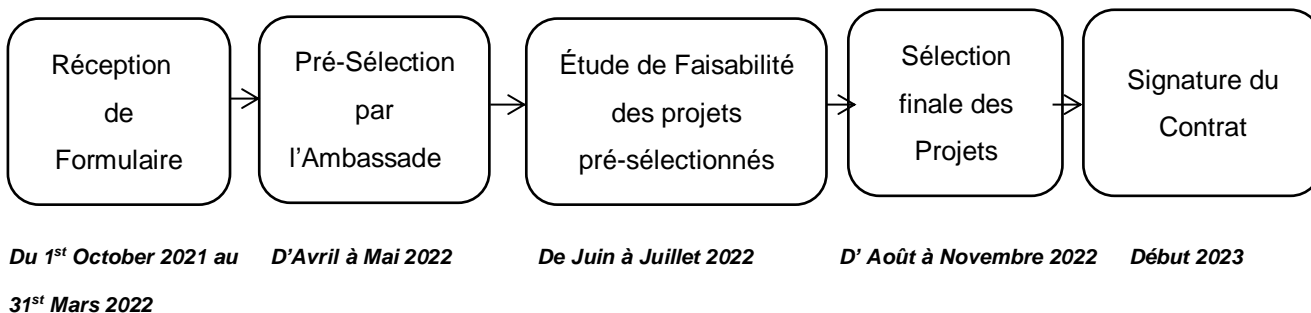 Réception
de
Formulaire
Pré-Sélection
par
l’Ambassade
Étude de Faisabilité
des projets
pré-sélectionnés
Sélection
finale des
Projets
Signature du
Contrat
Du 1st October 2021 au
31st Mars 2022
D’Avril à Mai 2022
De Juin à Juillet 2022
D’ Août à Novembre 2022
Début 2023